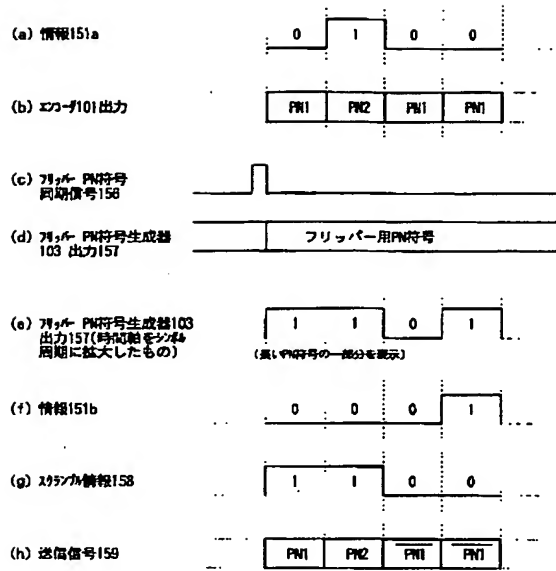 (a) 情報151a
0 1 0 0
(b) エンコーダ101出力
PN1 PN2 PN1 PN1
(c) フリッパー PN符号
同期信号156
(d) フリッパー PN符号生成器
103 出力157
フリッパー用PN符号
(e) フリッパー PN符号生成器103
出力157(時間軸をシンボル
周期に拡大したもの)
1 1 0 1
(長いPN符号の一部分を表示)
(f) 情報151b
0 0 0 1
(g) スクランブル情報158
1 1 0 0
(h) 送信信号159
PN1 PN2 P̅N̅1̅ P̅N̅1̅